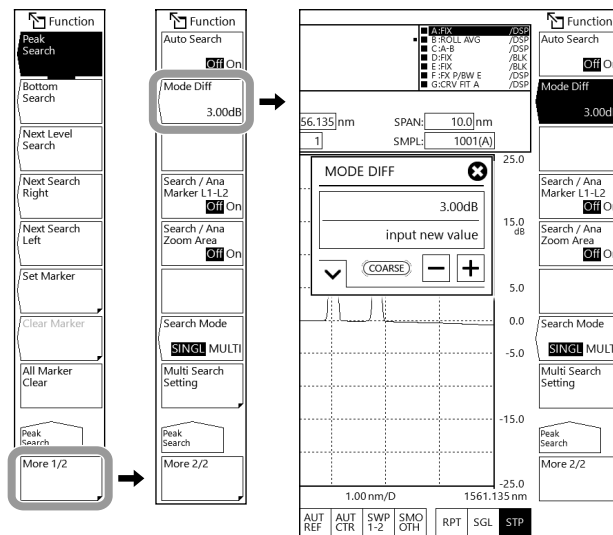 Function
Peak
Search
Bottom
Search
Next Level
Search
Next Search
Right
Next Search
Left
Set Marker
Clear Marker
All Marker
Clear
Peak
Search
More 1/2
Function
Auto Search
Off On
Mode Diff
3.00dB
Search / Ana
Marker L1-L2
Off On
Search / Ana
Zoom Area
Off On
Search Mode
SINGL MULTI
Multi Search
Setting
Peak
Search
More 2/2
A:FIX /DSP
B:ROLL AVG /DSP
C:A-B /DSP
D:FIX /BLK
E:FIX /BLK
F:FX P/BW E /DSP
G:CRV FIT A /DSP
56.135 nm SPAN: 10.0 nm
1 SMPL: 1001(A)
25.0
MODE DIFF
3.00dB
input new value
COARSE
15.0
dB
5.0
0.0
-5.0
-15.0
-25.0
1.00 nm/D 1561.135 nm
AUT REF AUT CTR SWP 1-2 SMO OTH RPT SGL STP
Function
Auto Search
Off On
Mode Diff
3.00dB
Search / Ana
Marker L1-L2
Off On
Search / Ana
Zoom Area
Off On
Search Mode
SINGL MULTI
Multi Search
Setting
Peak
Search
More 2/2